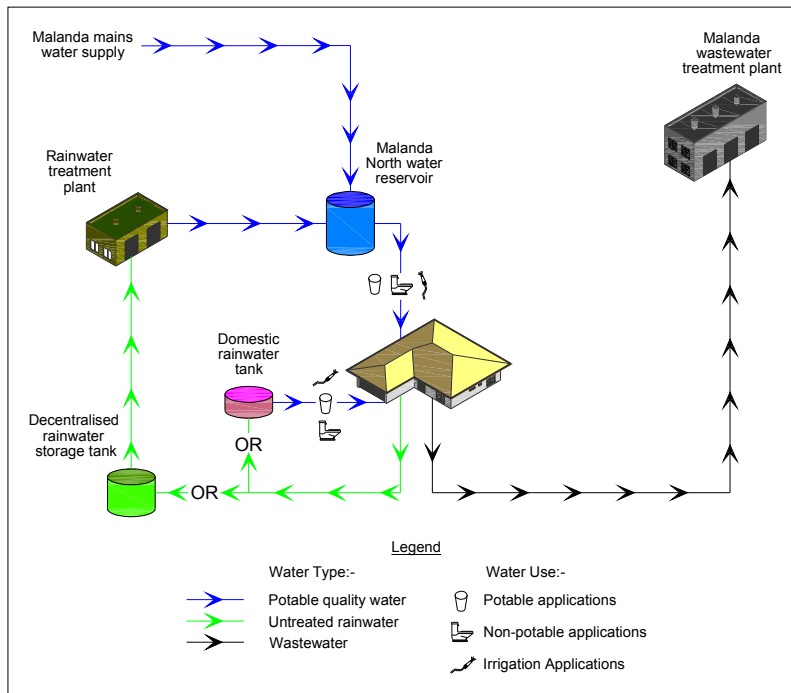 Malanda mains
water supply
Malanda
wastewater
treatment plant
Rainwater
treatment
plant
Malanda
North water
reservoir
Domestic
rainwater
tank
Decentralised
rainwater
storage tank
OR
OR
Legend
Water Type:-
Water Use:-
Potable quality water
Potable applications
Untreated rainwater
Non-potable applications
Wastewater
Irrigation Applications